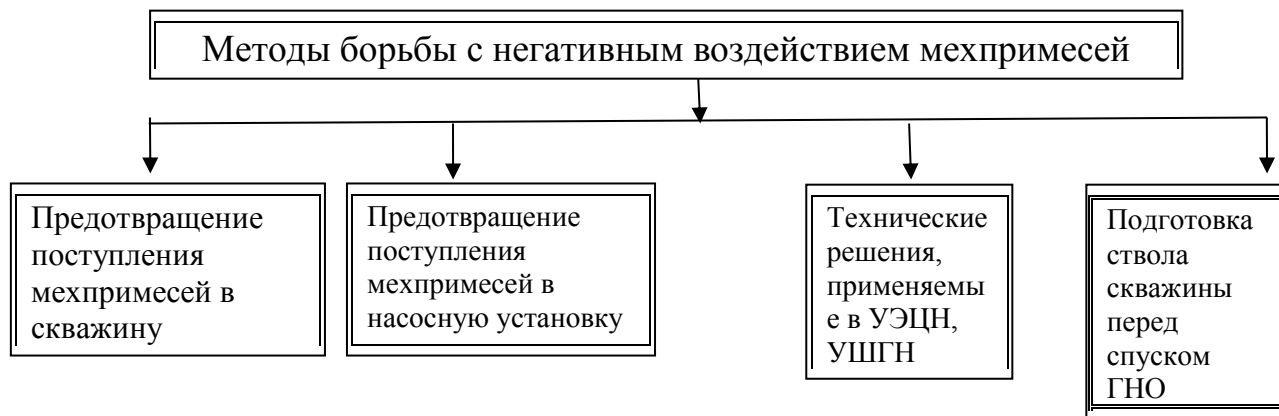 Методы борьбы с негативным воздействием мехпримесей
Предотвращение
поступления
мехпримесей в
скважину
Предотвращение
поступления
мехпримесей в
насосную установку
Технические
решения,
применяемы
е в УЭЦН,
УШГН
Подготовка
ствола
скважины
перед
спуском
ГНО